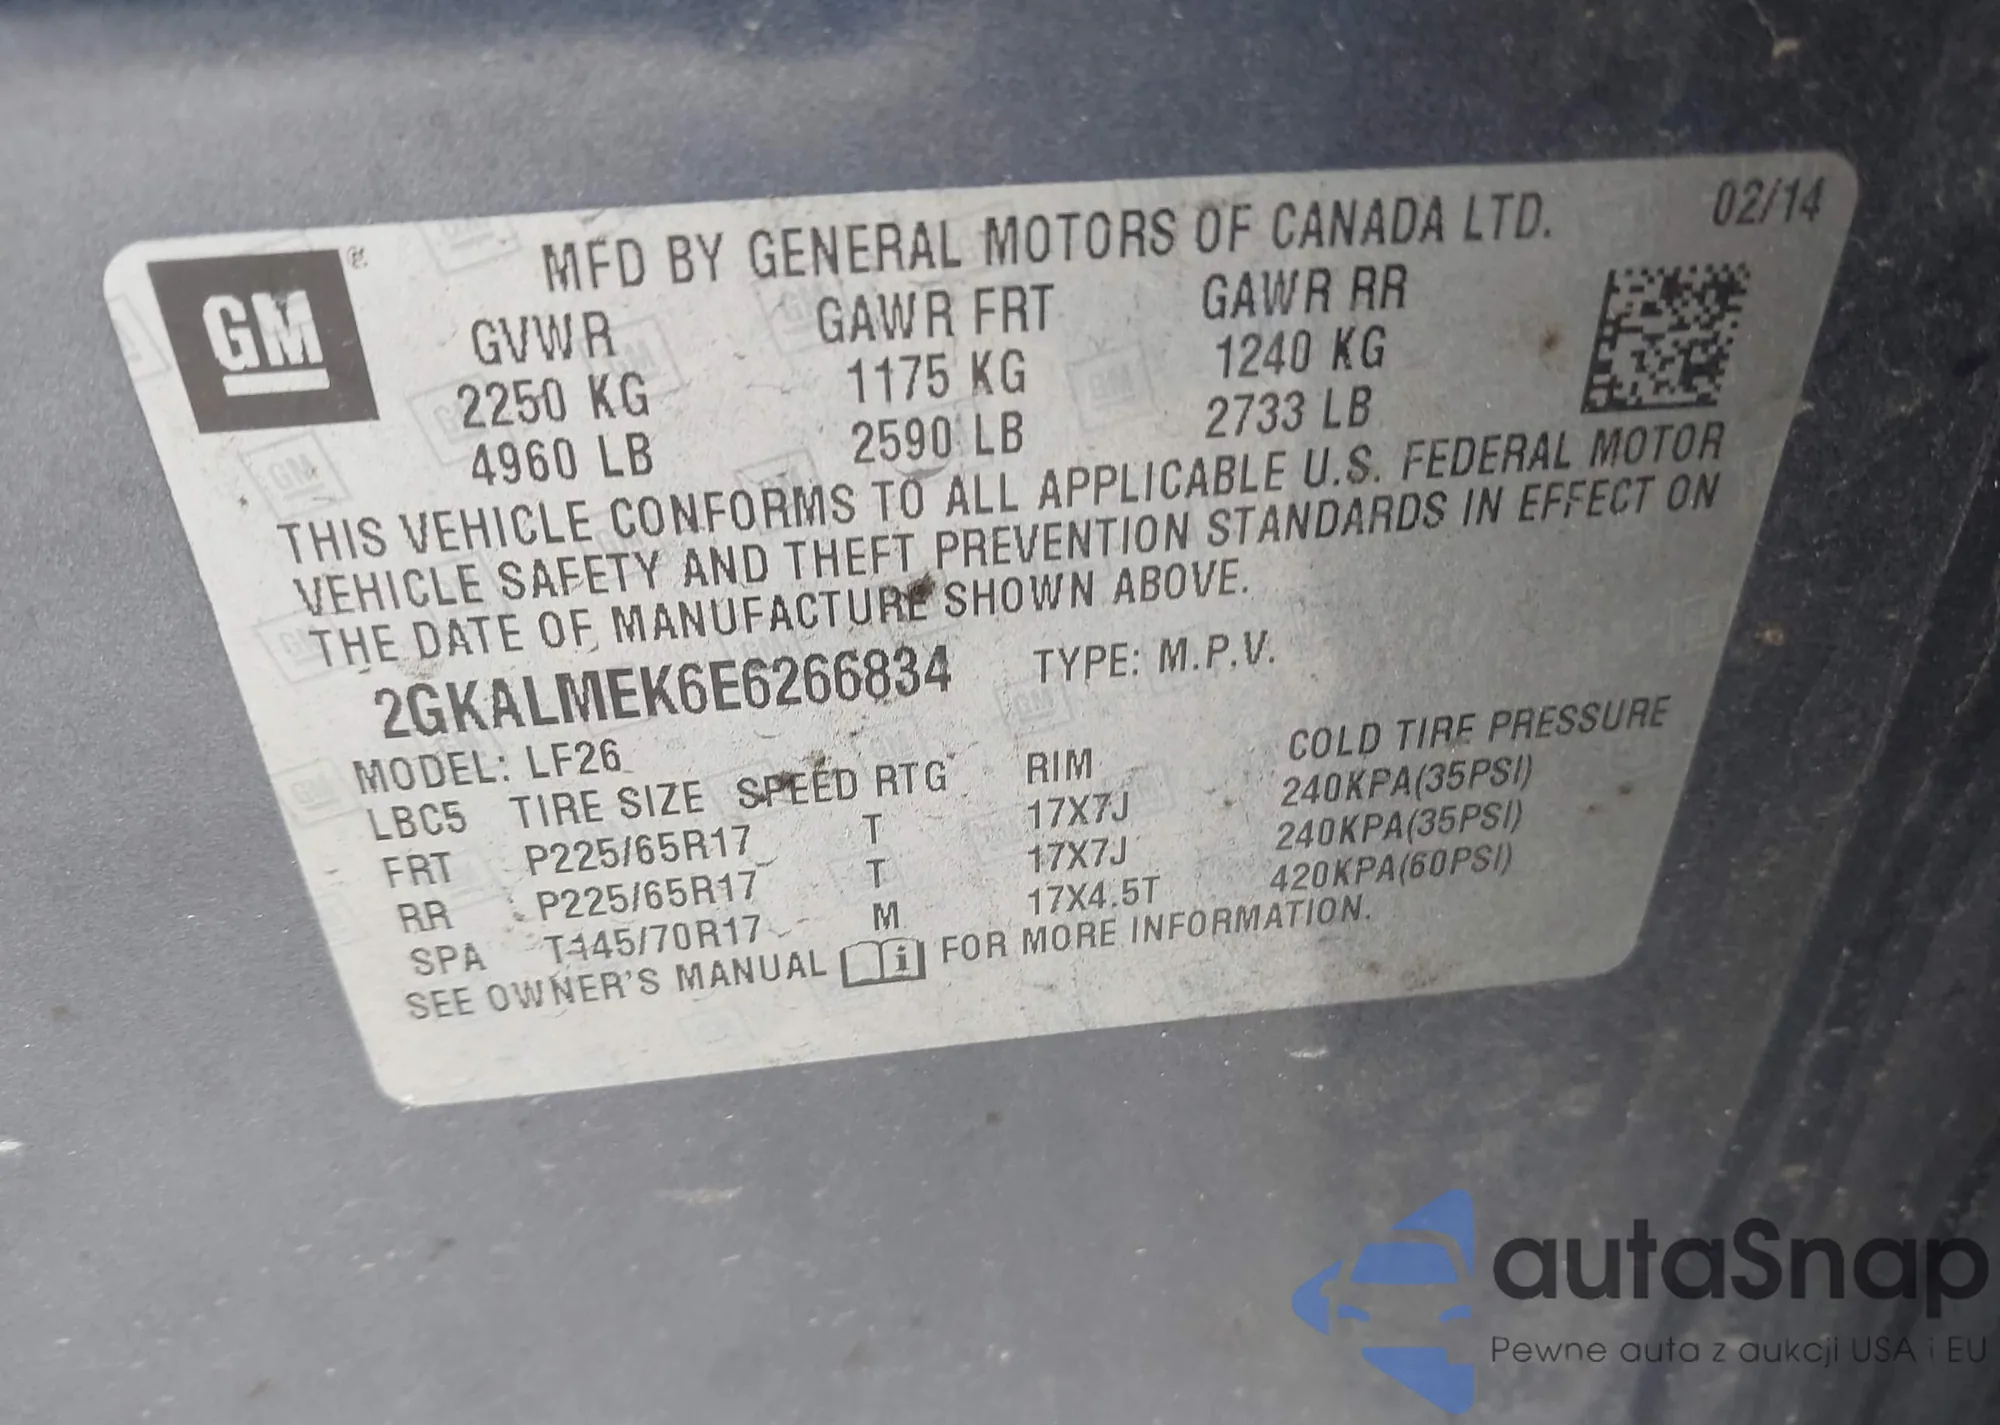 MFD BY GENERAL MOTORS OF CANADA LTD. 02/14
GM ®
GVWR GAWR FRT GAWR RR
2250 KG 1175 KG 1240 KG
4960 LB 2590 LB 2733 LB
THIS VEHICLE CONFORMS TO ALL APPLICABLE U.S. FEDERAL MOTOR
VEHICLE SAFETY AND THEFT PREVENTION STANDARDS IN EFFECT ON
THE DATE OF MANUFACTURE SHOWN ABOVE.
2GKALMEK6E6266834 TYPE: M.P.V.
MODEL: LF26
LBC5 TIRE SIZE SPEED RTG RIM COLD TIRE PRESSURE
FRT P225/65R17 T 17X7J 240KPA(35PSI)
RR P225/65R17 T 17X7J 240KPA(35PSI)
SPA T145/70R17 M 17X4.5T 420KPA(60PSI)
SEE OWNER'S MANUAL i FOR MORE INFORMATION.
autaSnap
Pewne auta z aukcji USA i EU